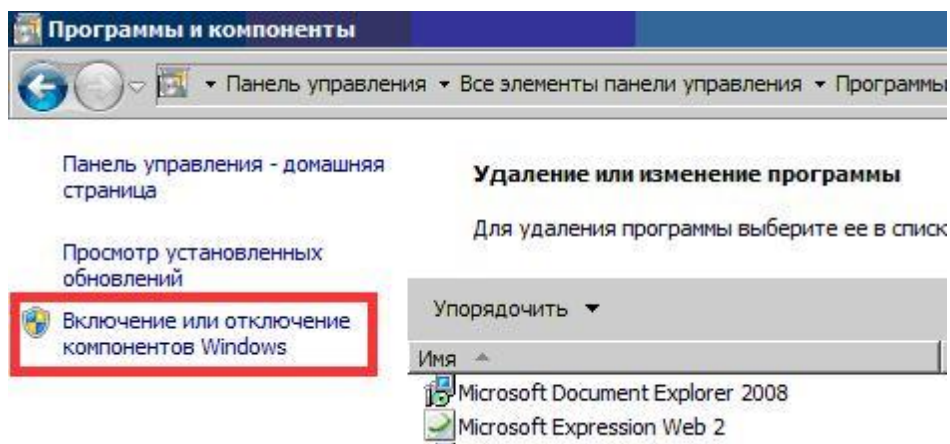 Программы и компоненты
Панель управления Все элементы панели управления Программы
Панель управления - домашняя
страница
Просмотр установленных
обновлений
Включение или отключение
компонентов Windows
Удаление или изменение программы
Для удаления программы выберите ее в списк
Упорядочить
Имя
Microsoft Document Explorer 2008
Microsoft Expression Web 2